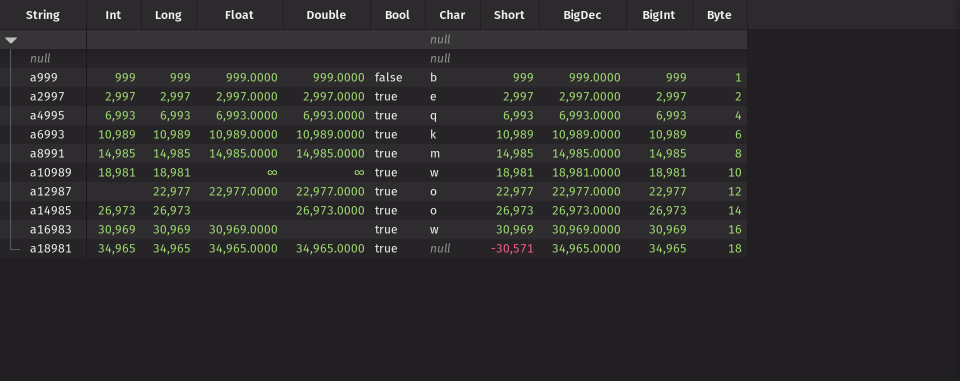 String Int Long Float Double Bool Char Short BigDec BigInt Byte
null
null null
a999 999 999 999.0000 999.0000 false b 999 999.0000 999 1
a2997 2,997 2,997 2,997.0000 2,997.0000 true e 2,997 2,997.0000 2,997 2
a4995 6,993 6,993 6,993.0000 6,993.0000 true q 6,993 6,993.0000 6,993 4
a6993 10,989 10,989 10,989.0000 10,989.0000 true k 10,989 10,989.0000 10,989 6
a8991 14,985 14,985 14,985.0000 14,985.0000 true m 14,985 14,985.0000 14,985 8
a10989 18,981 18,981 ∞ ∞ true w 18,981 18,981.0000 18,981 10
a12987 22,977 22,977.0000 22,977.0000 true o 22,977 22,977.0000 22,977 12
a14985 26,973 26,973 26,973.0000 true o 26,973 26,973.0000 26,973 14
a16983 30,969 30,969 30,969.0000 true w 30,969 30,969.0000 30,969 16
a18981 34,965 34,965 34,965.0000 34,965.0000 true null -30,571 34,965.0000 34,965 18